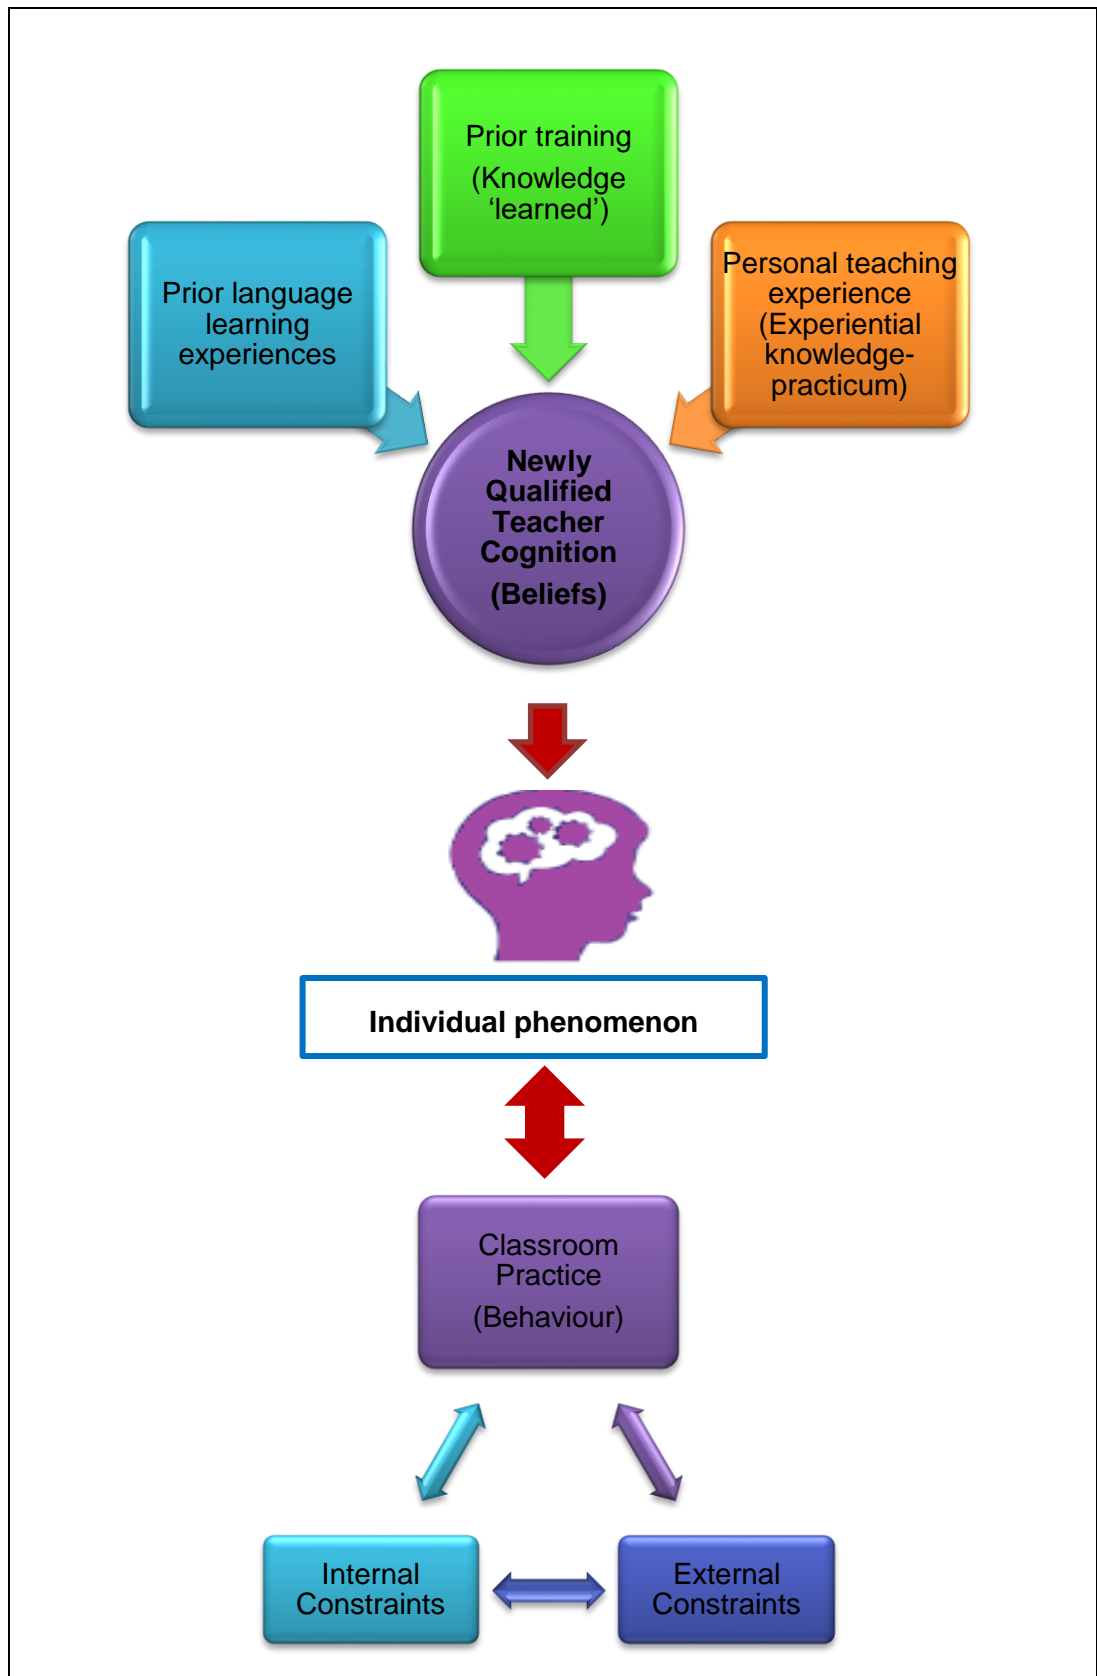 Prior training
(Knowledge
‘learned’)
Prior language
learning
experiences
Personal teaching
experience
(Experiential
knowledge-
practicum)
Newly
Qualified
Teacher
Cognition
(Beliefs)
Individual phenomenon
Classroom
Practice
(Behaviour)
Internal
Constraints
External
Constraints